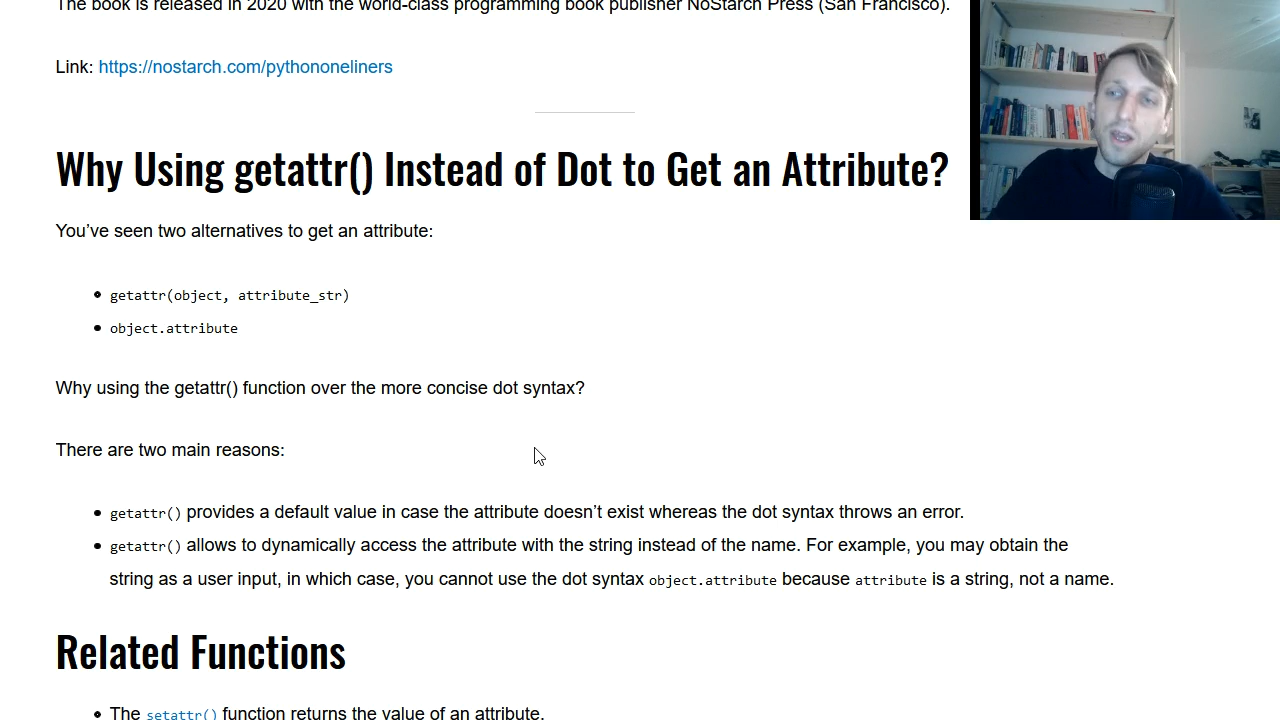 The book is released in 2020 with the world-class programming book publisher NoStarch Press (San Francisco).
Link: https://nostarch.com/pythononeliners
Why Using getattr() Instead of Dot to Get an Attribute?
You’ve seen two alternatives to get an attribute:
getattr(object, attribute_str)
object.attribute
Why using the getattr() function over the more concise dot syntax?
There are two main reasons:
getattr() provides a default value in case the attribute doesn’t exist whereas the dot syntax throws an error.
getattr() allows to dynamically access the attribute with the string instead of the name. For example, you may obtain the
string as a user input, in which case, you cannot use the dot syntax object.attribute because attribute is a string, not a name.
Related Functions
The setattr() function returns the value of an attribute.